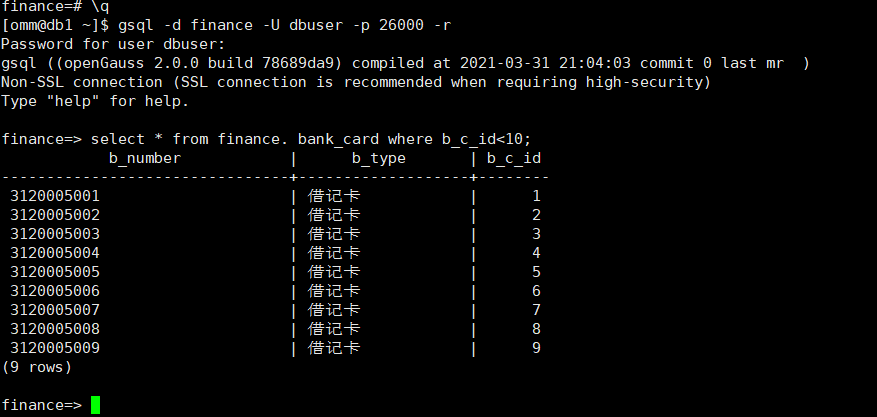 finance=# \q
[omm@db1 ~]$ gsql -d finance -U dbuser -p 26000 -r
Password for user dbuser:
gsql ((openGauss 2.0.0 build 78689da9) compiled at 2021-03-31 21:04:03 commit 0 last mr  )
Non-SSL connection (SSL connection is recommended when requiring high-security)
Type "help" for help.

finance=> select * from finance. bank_card where b_c_id<10;
            b_number            |      b_type       | b_c_id
--------------------------------+-------------------+--------
 3120005001                     | 借记卡            |      1
 3120005002                     | 借记卡            |      2
 3120005003                     | 借记卡            |      3
 3120005004                     | 借记卡            |      4
 3120005005                     | 借记卡            |      5
 3120005006                     | 借记卡            |      6
 3120005007                     | 借记卡            |      7
 3120005008                     | 借记卡            |      8
 3120005009                     | 借记卡            |      9
(9 rows)

finance=>